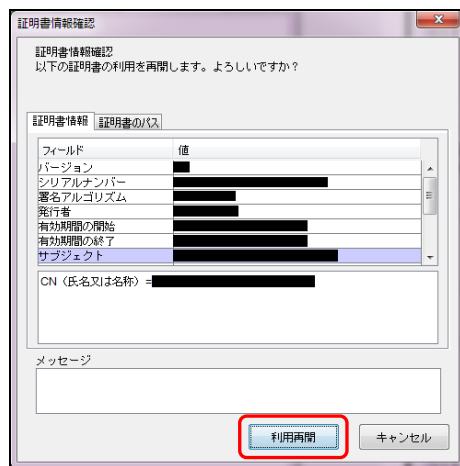 証明書情報確認
証明書情報確認
以下の証明書の利用を再開します。よろしいですか？
証明書情報 証明書のパス
フィールド 値
バージョン
シリアルナンバー
署名アルゴリズム
発行者
有効期間の開始
有効期間の終了
サブジェクト
CN（氏名又は名称）=
メッセージ
利用再開 キャンセル